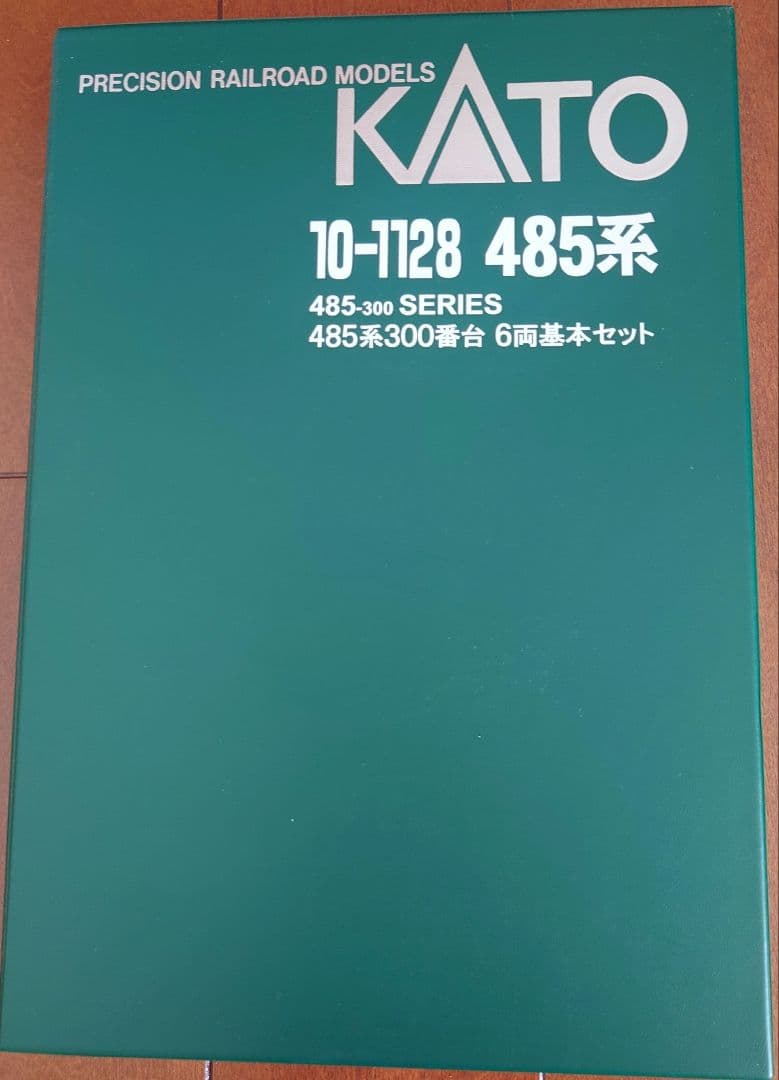 PRECISION RAILROAD MODELS
KATO
10-1128 485系
485-300 SERIES
485系300番台 6両基本セット